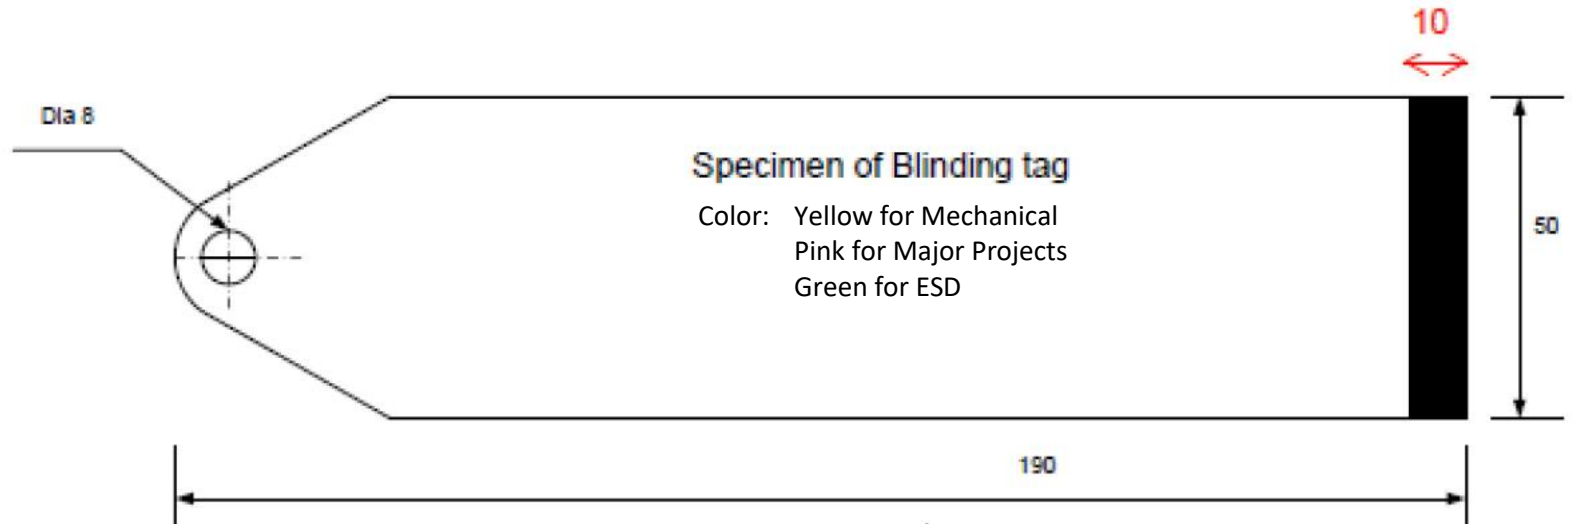 10
Dia 8
Specimen of Blinding tag
Color: Yellow for Mechanical
Pink for Major Projects
Green for ESD
50
190